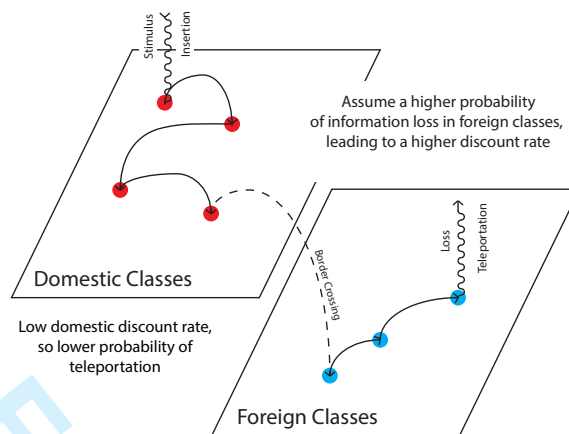 Stimulus
Insertion
Assume a higher probability
of information loss in foreign classes,
leading to a higher discount rate
Loss
Teleportation
Border Crossing
Domestic Classes
Low domestic discount rate,
so lower probability of
teleportation
Foreign Classes